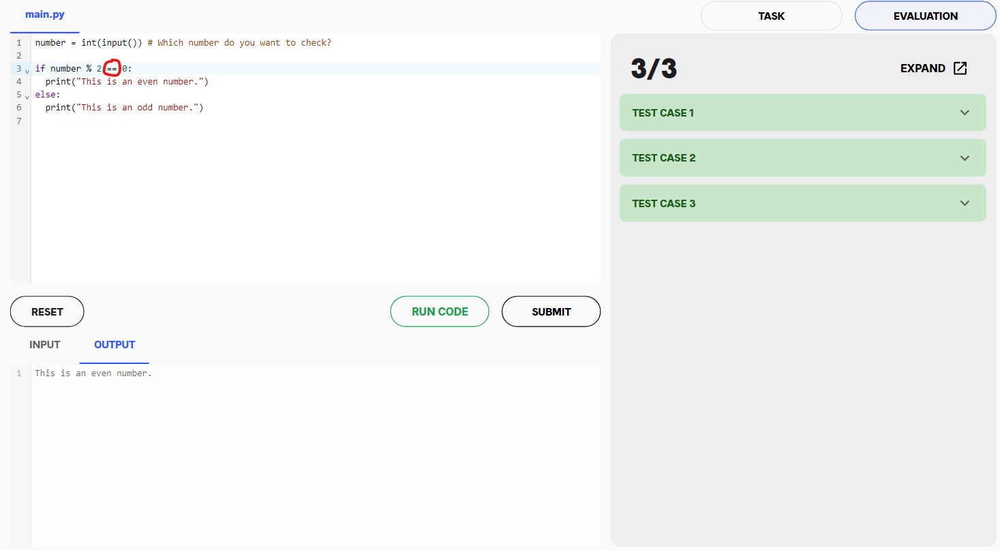 main.py
TASK
EVALUATION
1 number = int(input()) # Which number do you want to check?
2
3 if number % 2 == 0:
4   print("This is an even number.")
5 else:
6   print("This is an odd number.")
7
3/3
EXPAND
TEST CASE 1
TEST CASE 2
TEST CASE 3
RESET
RUN CODE
SUBMIT
INPUT
OUTPUT
1 This is an even number.